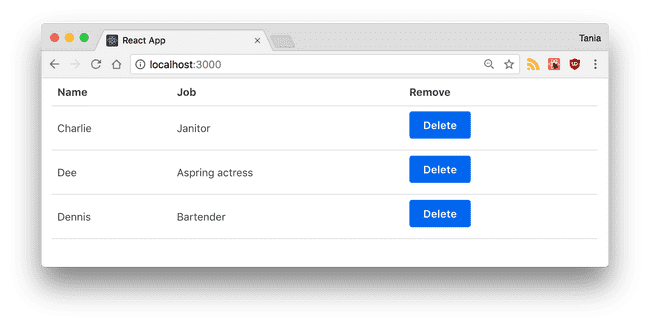 React App
Tania
localhost:3000
Name Job Remove
Charlie Janitor Delete
Dee Aspring actress Delete
Dennis Bartender Delete